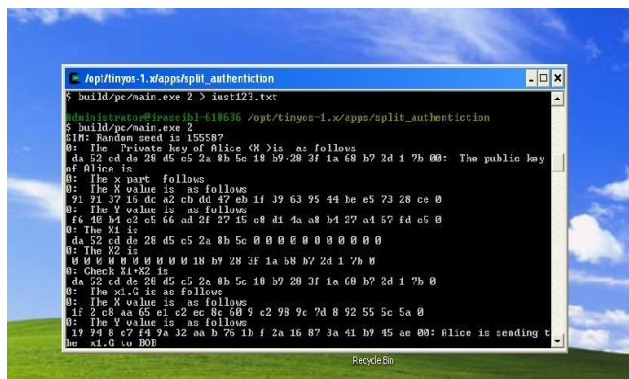 /opt/tinyos-1.x/apps/split_authentiction
$ build/pc/main.exe 2 > iust123.txt
Administrator@irascibl-618636 /opt/tinyos-1.x/apps/split_authentiction
$ build/pc/main.exe 2
SIM: Random seed is 155587
0: The Private key of Alice (X )is as follows
da 52 cd de 28 d5 c5 2a 8b 5c 18 b9 28 3f 1a 68 b7 2d 1 7b 00: The public key
of Alice is
0: The x part follows
0: The X value is as follows
91 91 37 16 dc a2 cb dd 47 eb 1f 39 63 95 44 be e5 73 28 ce 0
0: The Y value is as follows
f6 40 b4 c2 c6 66 ad 2f 27 15 c8 d1 4a a8 b4 27 a4 67 fd c5 0
0: The X1 is
da 52 cd de 28 d5 c5 2a 8b 5c 0 0 0 0 0 0 0 0 0 0 0
0: The X2 is
0 0 0 0 0 0 0 0 0 0 18 b9 28 3f 1a 68 b7 2d 1 7b 0
0: Check X1+X2 is
da 52 cd de 28 d5 c5 2a 8b 5c 18 b9 28 3f 1a 68 b7 2d 1 7b 0
0: The x1.G is as follows
0: The X value is as follows
1f 2 c8 aa 65 e1 c2 ec 8c 60 9 c2 98 9c 7d 8 92 55 5c 5a 0
0: The Y value is as follows
19 94 8 c7 f4 9a 32 aa b 76 1b f 2a 16 87 3a 41 b9 45 ae 00: Alice is sending t
he x1.G to BOB
Recycle Bin